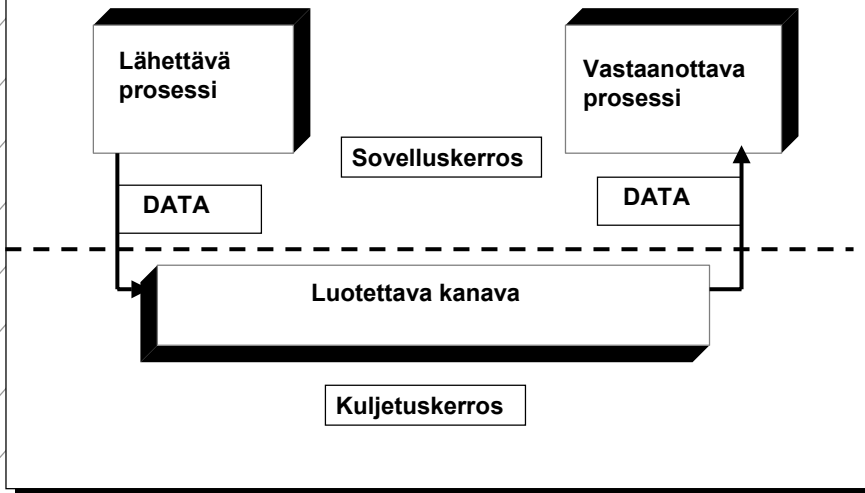 Lähettävä
prosessi
Vastaanottava
prosessi
Sovelluskerros
DATA
DATA
Luotettava kanava
Kuljetuskerros